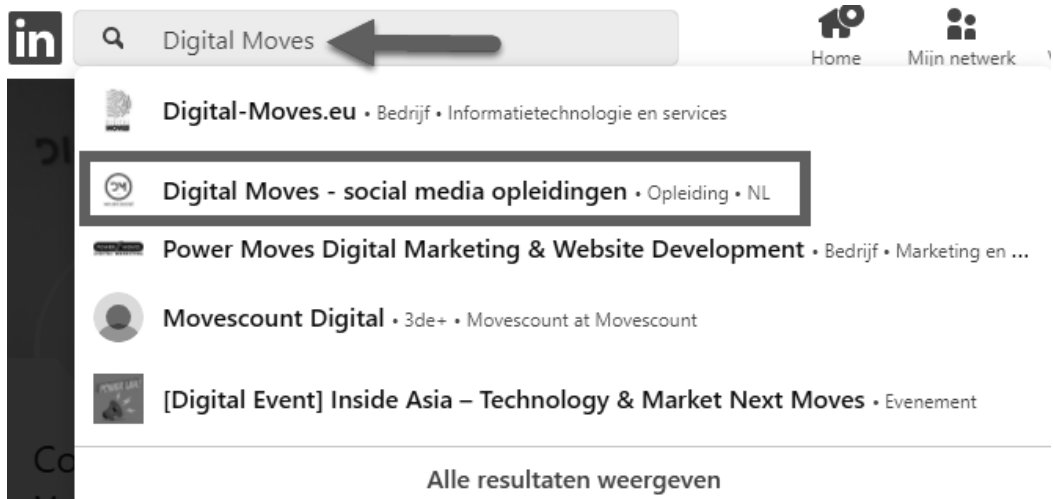 in
Digital Moves
Home
Mijn netwerk
Digital-Moves.eu • Bedrijf • Informatietechnologie en services
Digital Moves - social media opleidingen • Opleiding • NL
Power Moves Digital Marketing & Website Development • Bedrijf • Marketing en ...
Movescount Digital • 3de+ • Movescount at Movescount
[Digital Event] Inside Asia – Technology & Market Next Moves • Evenement
Co
Alle resultaten weergeven